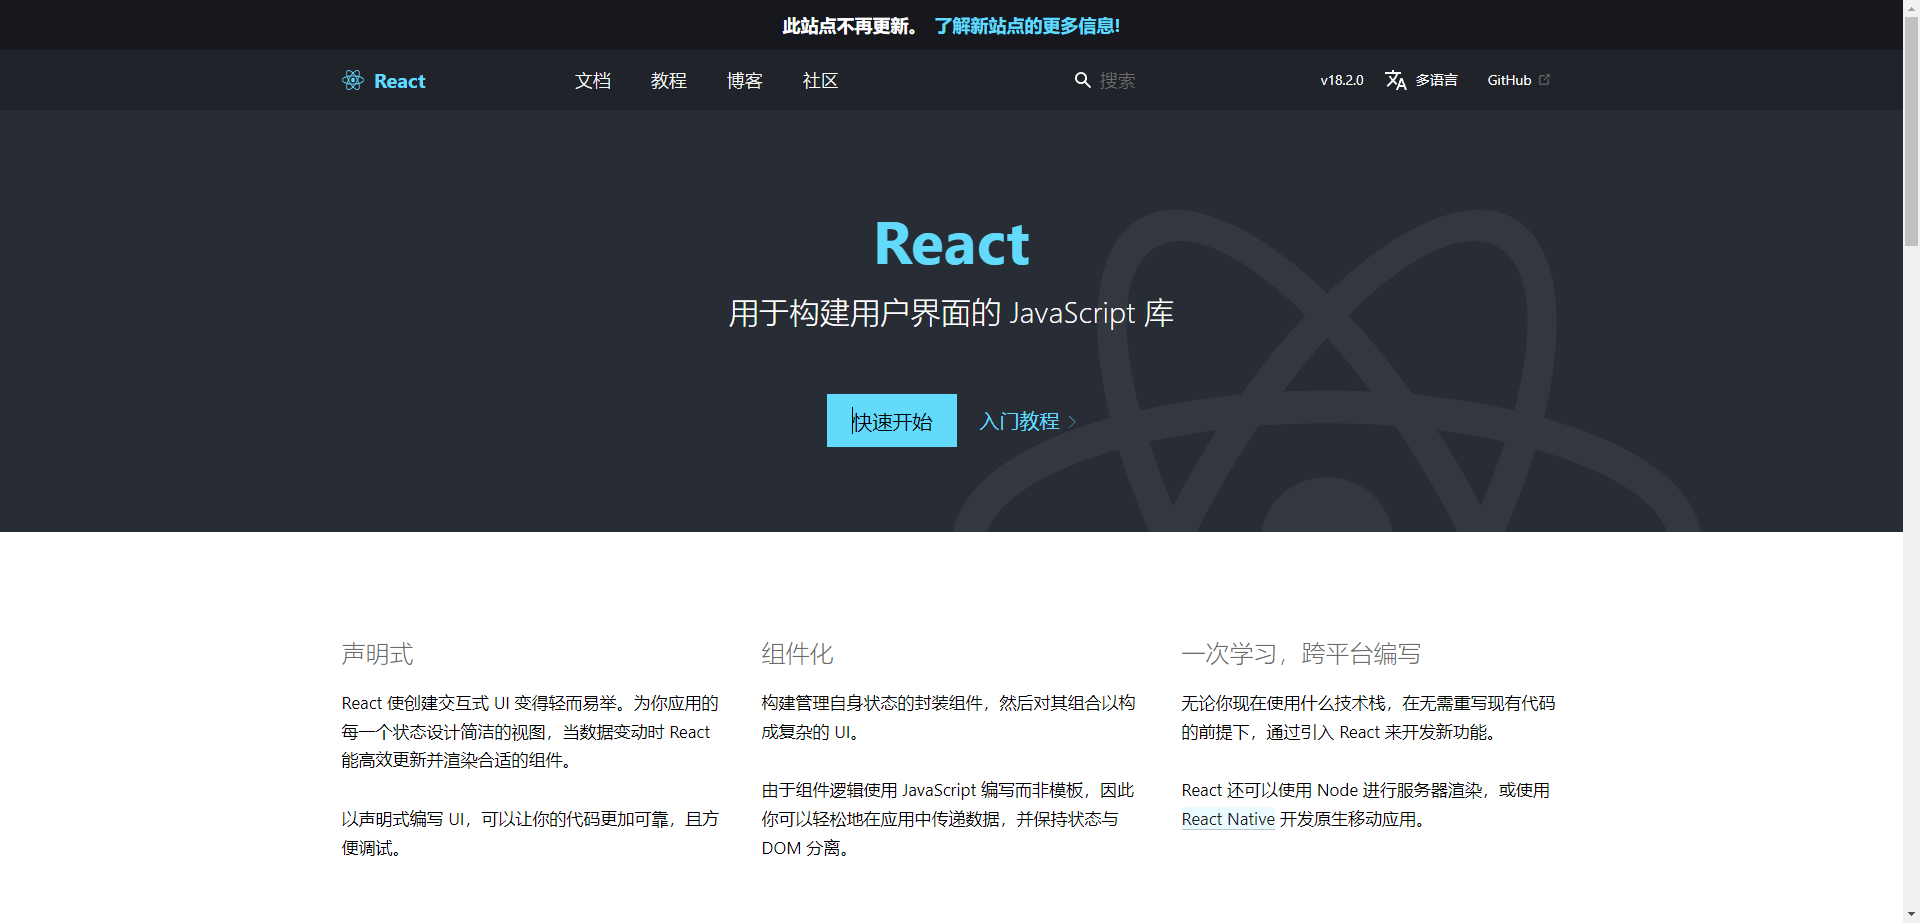 此站点不再更新。 了解新站点的更多信息!
React 文档 教程 博客 社区 搜索 v18.2.0 多语言 GitHub
React
用于构建用户界面的 JavaScript 库
快速开始 入门教程
声明式
React 使创建交互式 UI 变得轻而易举。为你应用的
每一个状态设计简洁的视图，当数据变动时 React
能高效更新并渲染合适的组件。
以声明式编写 UI，可以让你的代码更加可靠，且方
便调试。
组件化
构建管理自身状态的封装组件，然后对其组合以构
成复杂的 UI。
由于组件逻辑使用 JavaScript 编写而非模板，因此
你可以轻松地在应用中传递数据，并保持状态与
DOM 分离。
一次学习，跨平台编写
无论你现在使用什么技术栈，在无需重写现有代码
的前提下，通过引入 React 来开发新功能。
React 还可以使用 Node 进行服务器渲染，或使用
React Native 开发原生移动应用。